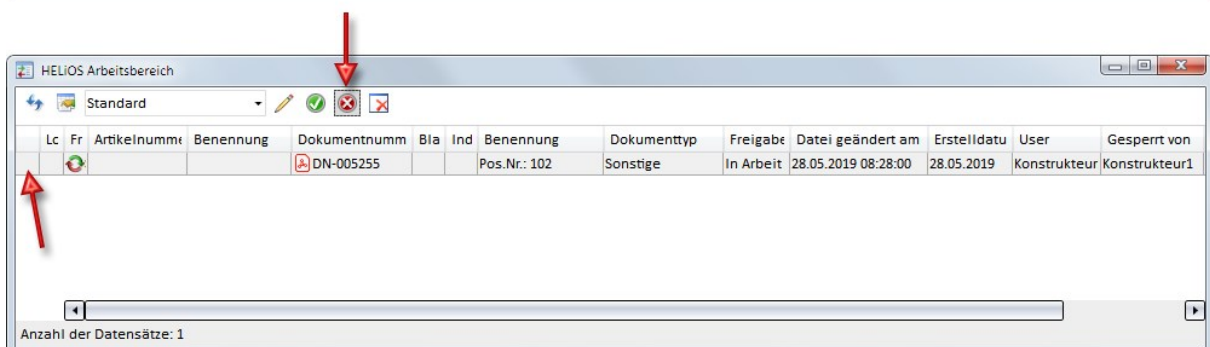 HELiOS Arbeitsbereich
Standard
Lc Fr Artikelnumme Benennung Dokumentnumm Bla Ind Benennung Dokumenttyp Freigabe Datei geändert am Erstelldatu User Gesperrt von
DN-005255 Pos.Nr.: 102 Sonstige In Arbeit 28.05.2019 08:28:00 28.05.2019 Konstrukteur Konstrukteur1
Anzahl der Datensätze: 1